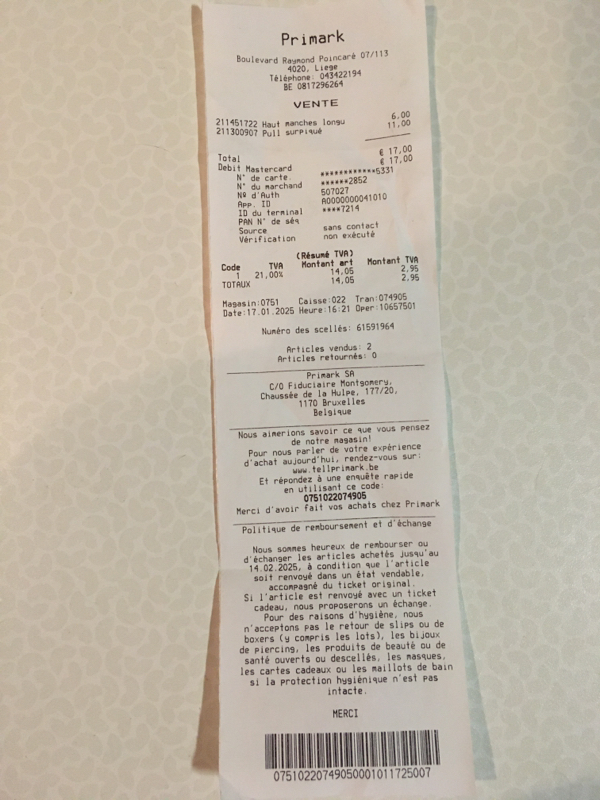 Primark
Boulevard Raymond Poincaré 07/113
4020, Liege
Téléphone: 043422194
BE 0817296264
VENTE
211451722 Haut manches longu 6,00
211300907 Pull surpiqué 11,00
Total € 17,00
Debit Mastercard € 17,00
N° de carte. ************5331
N° du marchand ******2852
Nº d'Auth 507027
App. ID A0000000041010
ID du terminal ****7214
PAN N° de séq
Source sans contact
Vérification non exécuté
(Résumé TVA)
Code TVA Montant art Montant TVA
1 21,00% 14,05 2,95
TOTAUX 14,05 2,95
Magasin:0751 Caisse:022 Tran:074905
Date:17.01.2025 Heure:16:21 Oper:10657501
Numéro des scellés: 61591964
Articles vendus: 2
Articles retournés: 0
Primark SA
C/O Fiduciaire Montgomery,
Chaussée de la Hulpe, 177/20,
1170 Bruxelles
Belgique
Nous aimerions savoir ce que vous pensez
de notre magasin!
Pour nous parler de votre expérience
d'achat aujourd'hui, rendez-vous sur:
www.tellprimark.be
Et répondez à une enquête rapide
en utilisant ce code:
0751022074905
Merci d'avoir fait vos achats chez Primark
Politique de remboursement et d'échange
Nous sommes heureux de rembourser ou
d'échanger les articles achetés jusqu'au
14.02.2025, à condition que l'article
soit renvoyé dans un état vendable,
accompagné du ticket original.
Si l'article est renvoyé avec un ticket
cadeau, nous proposerons un échange.
Pour des raisons d'hygiène, nous
n'acceptons pas le retour de slips ou de
boxers (y compris les lots), les bijoux
de piercing, les produits de beauté ou de
santé ouverts ou descellés, les masques,
les cartes cadeaux ou les maillots de bain
si la protection hygiénique n'est pas
intacte.
MERCI
07510220749050001011725007